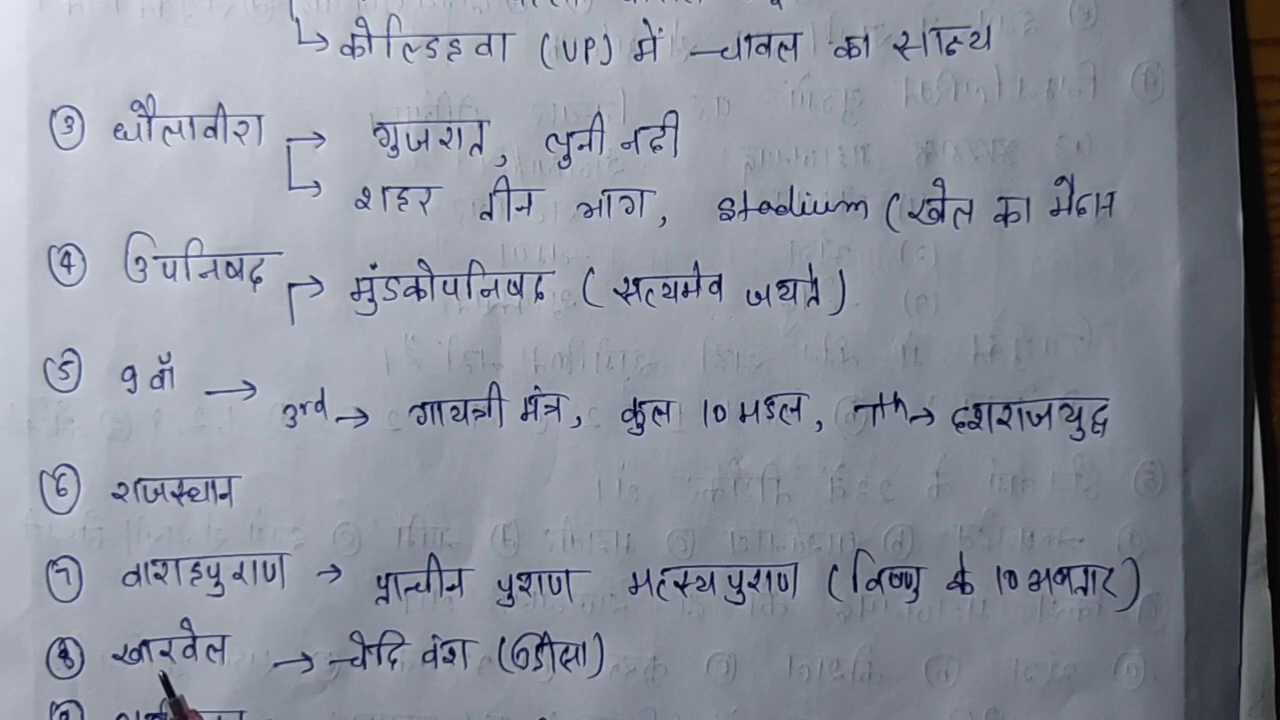 ↳ कोल्डिहवा (UP) में चावल का साक्ष्य
③ धौलावीरा → गुजरात, लुनी नदी
↳ शहर तीन भाग, stadium (खेल का मैदान
④ उपनिषद → मुंडकोपनिषद (सत्यमेव जयते)
⑤ 9 वाँ → 3rd → गायत्री मंत्र, कुल 10 मंडल, 7th → दशराजयुद्ध
⑥ राजस्थान
⑦ वाराहपुराण → प्राचीन पुराण मत्स्यपुराण (विष्णु के 10 अवतार)
⑧ खारवेल → चेदि वंश (उडीसा)